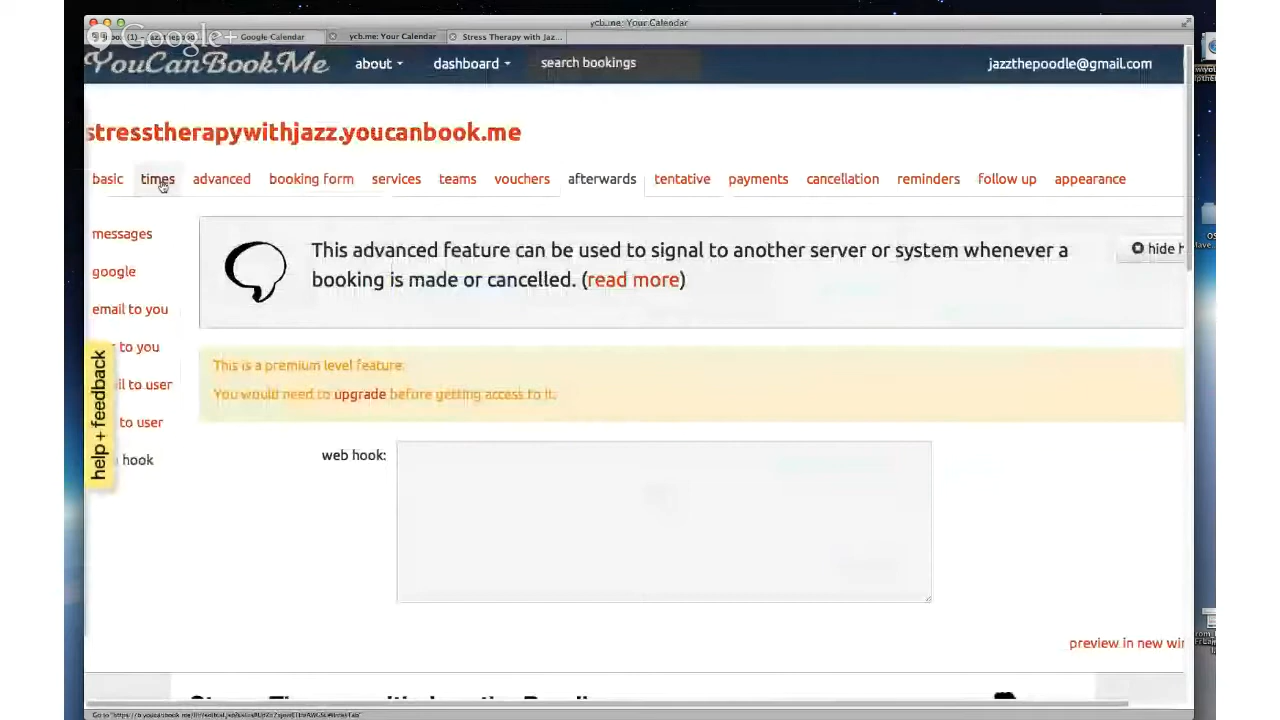 ycb.me: Your Calendar
Google+
Google Calendar
ycb.me: Your Calendar
Stress Therapy with Jaz...
YouCanBook.Me
about
dashboard
search bookings
jazzthepoodle@gmail.com
stresstherapywithjazz.youcanbook.me
basic
times
advanced
booking form
services
teams
vouchers
afterwards
tentative
payments
cancellation
reminders
follow up
appearance
messages
google
email to you
to you
to user
to user
hook
help+feedback
This advanced feature can be used to signal to another server or system whenever a
booking is made or cancelled. (read more)
hide h
This is a premium level feature.
You would need to upgrade before getting access to it.
web hook:
preview in new wi